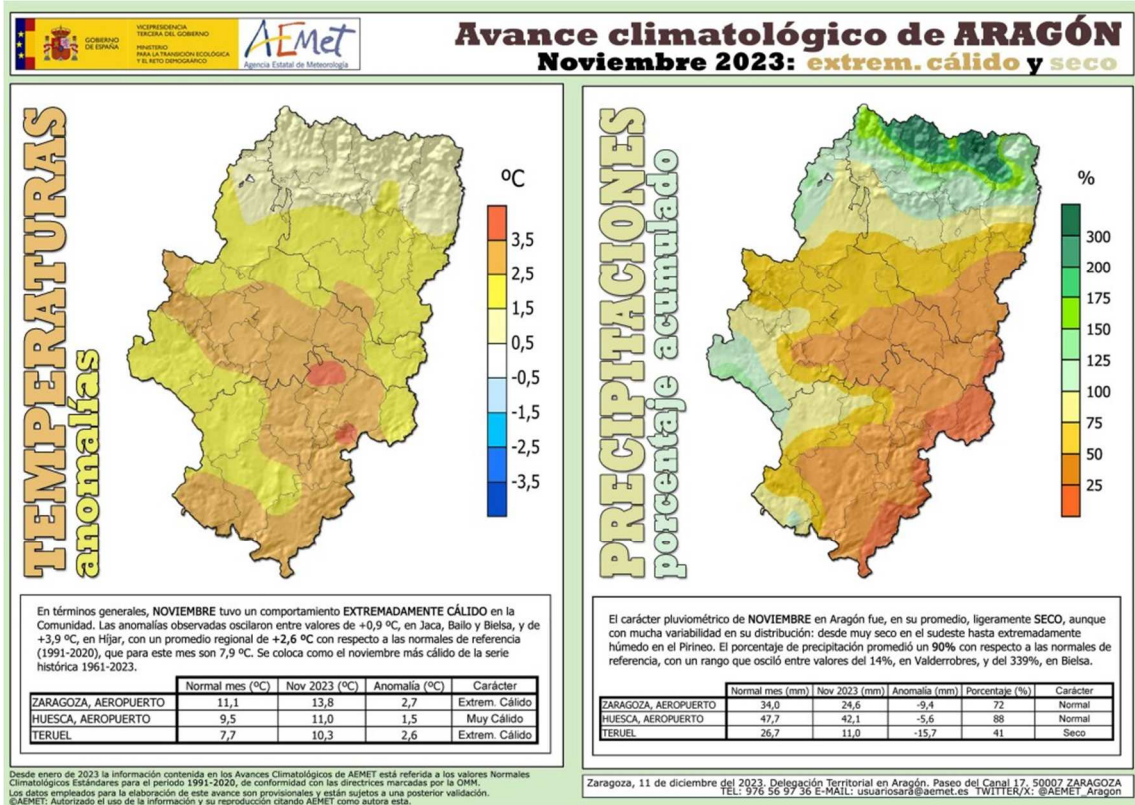 GOBIERNO
DE ESPAÑA
VICEPRESIDENCIA
TERCERA DEL GOBIERNO
MINISTERIO
PARA LA TRANSICIÓN ECOLÓGICA
Y EL RETO DEMOGRÁFICO
AEmet
Agencia Estatal de Meteorología
Avance climatológico de ARAGÓN
Noviembre 2023: extrem. cálido y seco
TEMPERATURAS
anomalías
ºC
3,5
2,5
1,5
0,5
-0,5
-1,5
-2,5
-3,5
En términos generales, NOVIEMBRE tuvo un comportamiento EXTREMADAMENTE CÁLIDO en la
Comunidad. Las anomalías observadas oscilaron entre valores de +0,9 ºC, en Jaca, Bailo y Bielsa, y de
+3,9 ºC, en Híjar, con un promedio regional de +2,6 ºC con respecto a las normales de referencia
(1991-2020), que para este mes son 7,9 ºC. Se coloca como el noviembre más cálido de la serie
histórica 1961-2023.
Normal mes (ºC) Nov 2023 (ºC) Anomalía (ºC) Carácter
ZARAGOZA, AEROPUERTO 11,1 13,8 2,7 Extrem. Cálido
HUESCA, AEROPUERTO 9,5 11,0 1,5 Muy Cálido
TERUEL 7,7 10,3 2,6 Extrem. Cálido
PRECIPITACIONES
porcentaje acumulado
%
300
200
175
150
125
100
75
50
25
El carácter pluviométrico de NOVIEMBRE en Aragón fue, en su promedio, ligeramente SECO, aunque
con mucha variabilidad en su distribución: desde muy seco en el sudeste hasta extremadamente
húmedo en el Pirineo. El porcentaje de precipitación promedió un 90% con respecto a las normales de
referencia, con un rango que osciló entre valores del 14%, en Valderrobres, y del 339%, en Bielsa.
Normal mes (mm) Nov 2023 (mm) Anomalía (mm) Porcentaje (%) Carácter
ZARAGOZA, AEROPUERTO 34,0 24,6 -9,4 72 Normal
HUESCA, AEROPUERTO 47,7 42,1 -5,6 88 Normal
TERUEL 26,7 11,0 -15,7 41 Seco
Desde enero de 2023 la información contenida en los Avances Climatológicos de AEMET está referida a los valores Normales
Climatológicos Estándares para el periodo 1991-2020, de conformidad con las directrices marcadas por la OMM.
Los datos empleados para la elaboración de este avance son provisionales y están sujetos a una posterior validación.
©AEMET: Autorizado el uso de la información y su reproducción citando AEMET como autora esta.
Zaragoza, 11 de diciembre del 2023. Delegación Territorial en Aragón. Paseo del Canal 17. 50007 ZARAGOZA
TEL: 976 56 97 36 E-MAIL: usuariosara@aemet.es TWITTER/X: @AEMET_Aragon